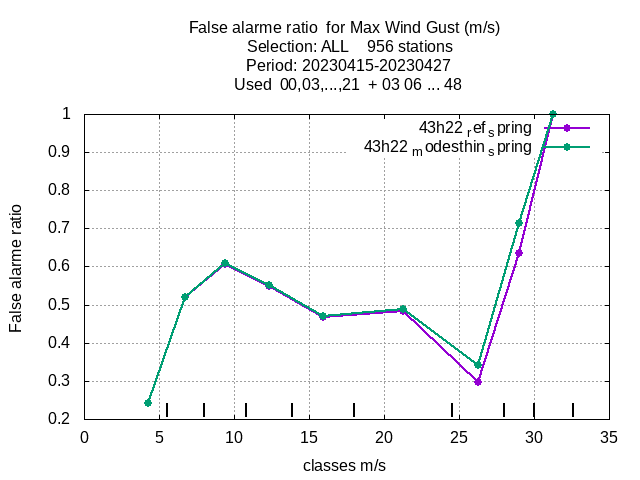 False alarme ratio  for Max Wind Gust (m/s)
Selection: ALL    956 stations
Period: 20230415-20230427
Used  00,03,...,21  + 03 06 ... 48
43h22 ref spring
43h22 modesthin spring
1
0.9
0.8
0.7
0.6
0.5
0.4
0.3
0.2
False alarme ratio
0 5 10 15 20 25 30 35
classes m/s